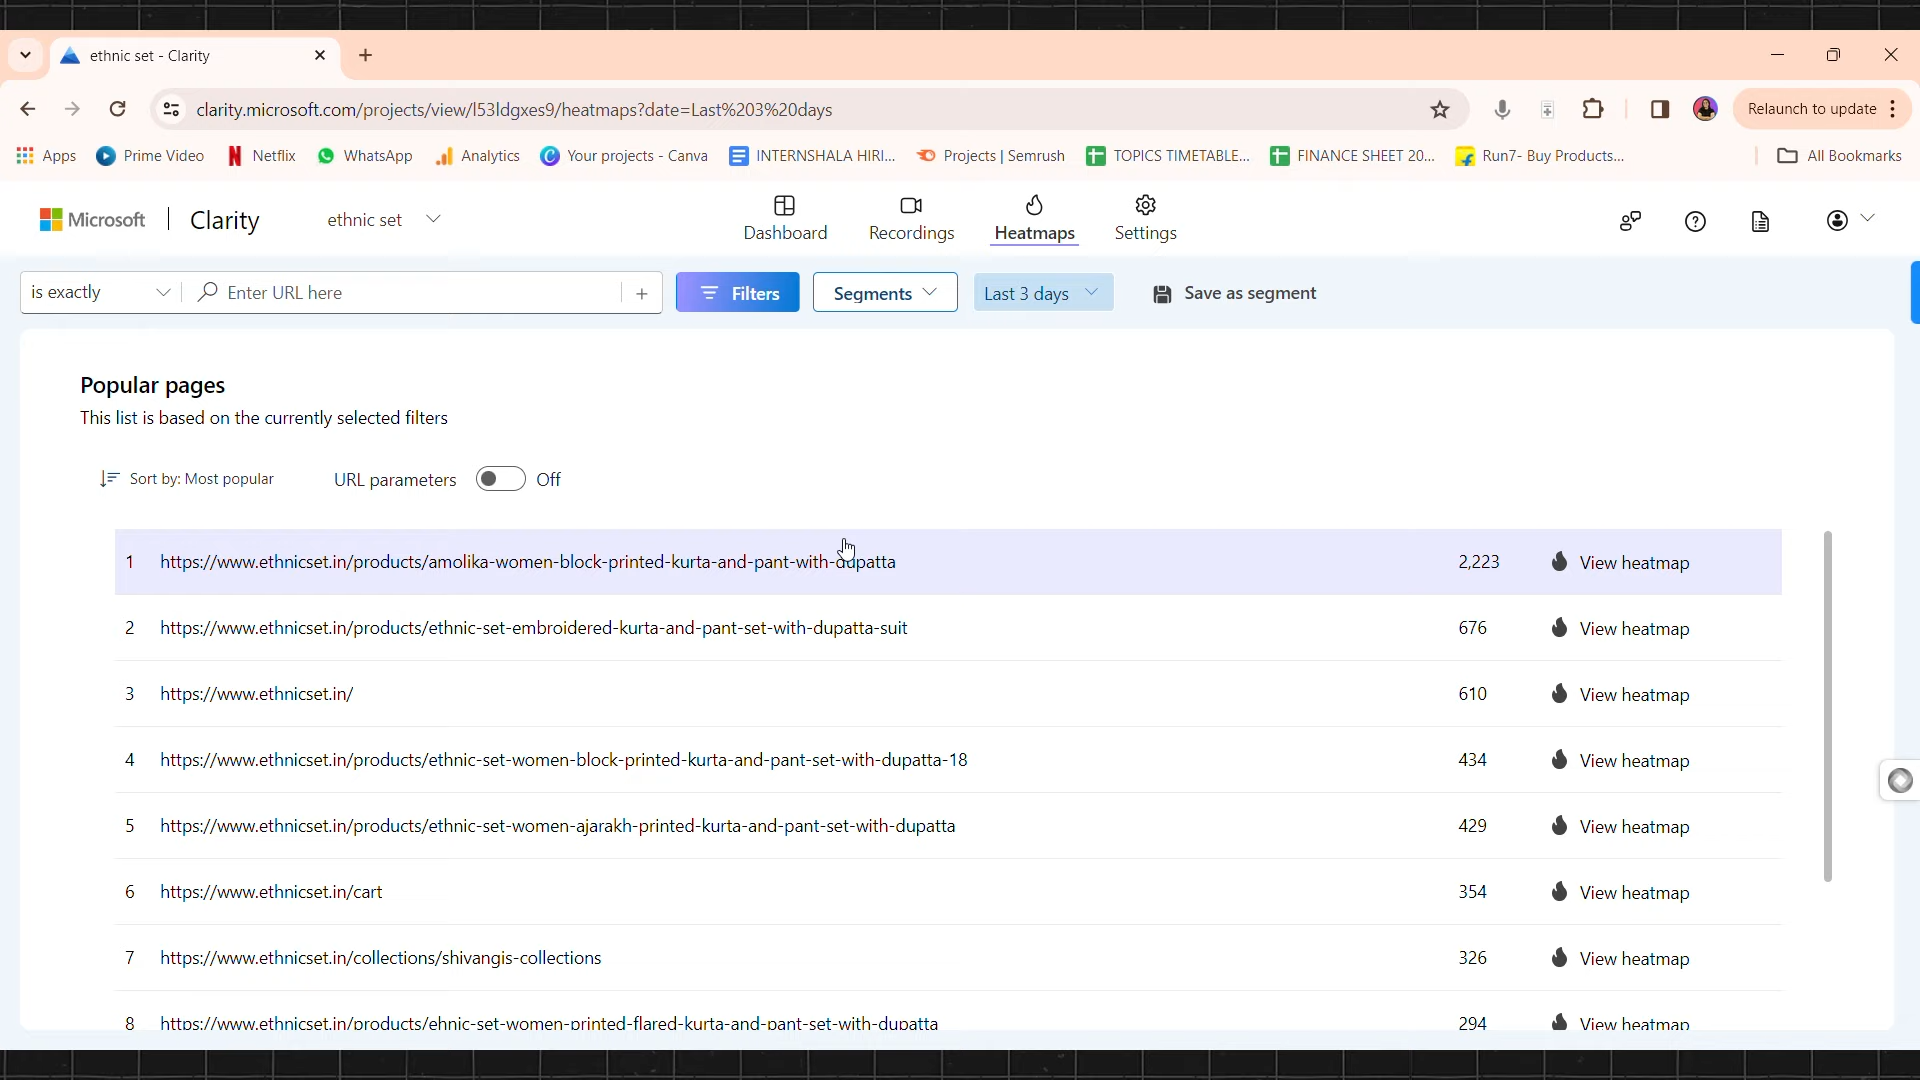 ethnic set - Clarity
clarity.microsoft.com/projects/view/l53ldgxes9/heatmaps?date=Last%203%20days
Relaunch to update
Apps Prime Video Netflix WhatsApp Analytics Your projects - Canva INTERNSHALA HIRI... Projects | Semrush TOPICS TIMETABLE... FINANCE SHEET 20... Run7- Buy Products... All Bookmarks
Microsoft Clarity ethnic set
Dashboard Recordings Heatmaps Settings
is exactly Enter URL here Filters Segments Last 3 days Save as segment
Popular pages
This list is based on the currently selected filters
Sort by: Most popular URL parameters Off
1 https://www.ethnicset.in/products/amolika-women-block-printed-kurta-and-pant-with-dupatta 2,223 View heatmap
2 https://www.ethnicset.in/products/ethnic-set-embroidered-kurta-and-pant-set-with-dupatta-suit 676 View heatmap
3 https://www.ethnicset.in/ 610 View heatmap
4 https://www.ethnicset.in/products/ethnic-set-women-block-printed-kurta-and-pant-set-with-dupatta-18 434 View heatmap
5 https://www.ethnicset.in/products/ethnic-set-women-ajarakh-printed-kurta-and-pant-set-with-dupatta 429 View heatmap
6 https://www.ethnicset.in/cart 354 View heatmap
7 https://www.ethnicset.in/collections/shivangis-collections 326 View heatmap
8 https://www.ethnicset.in/products/ehnic-set-women-printed-flared-kurta-and-pant-set-with-dupatta 294 View heatmap